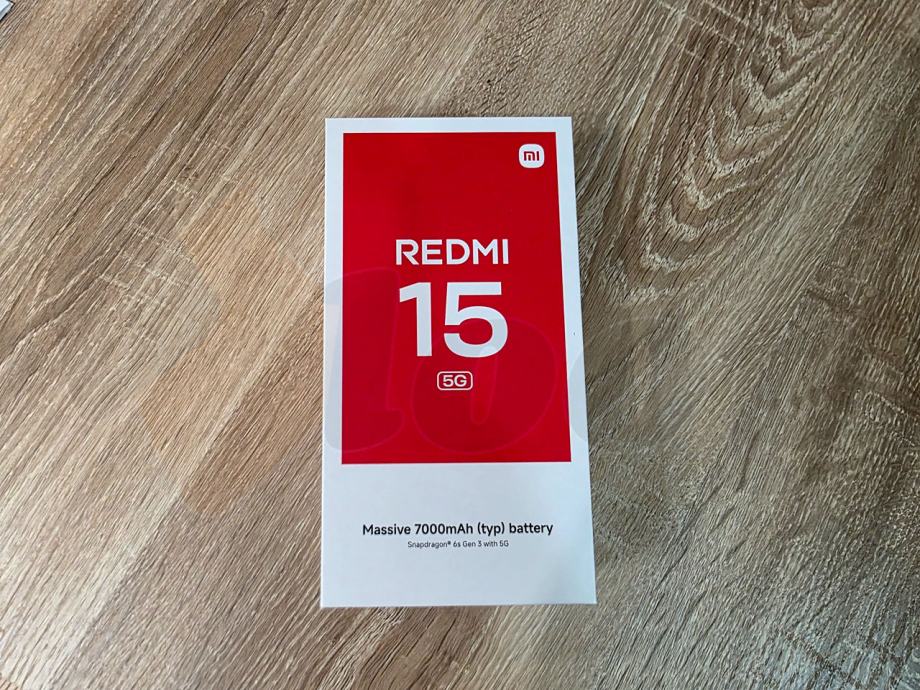 mi
REDMI
15
5G
Massive 7000mAh (typ) battery
Snapdragon® 6s Gen 3 with 5G